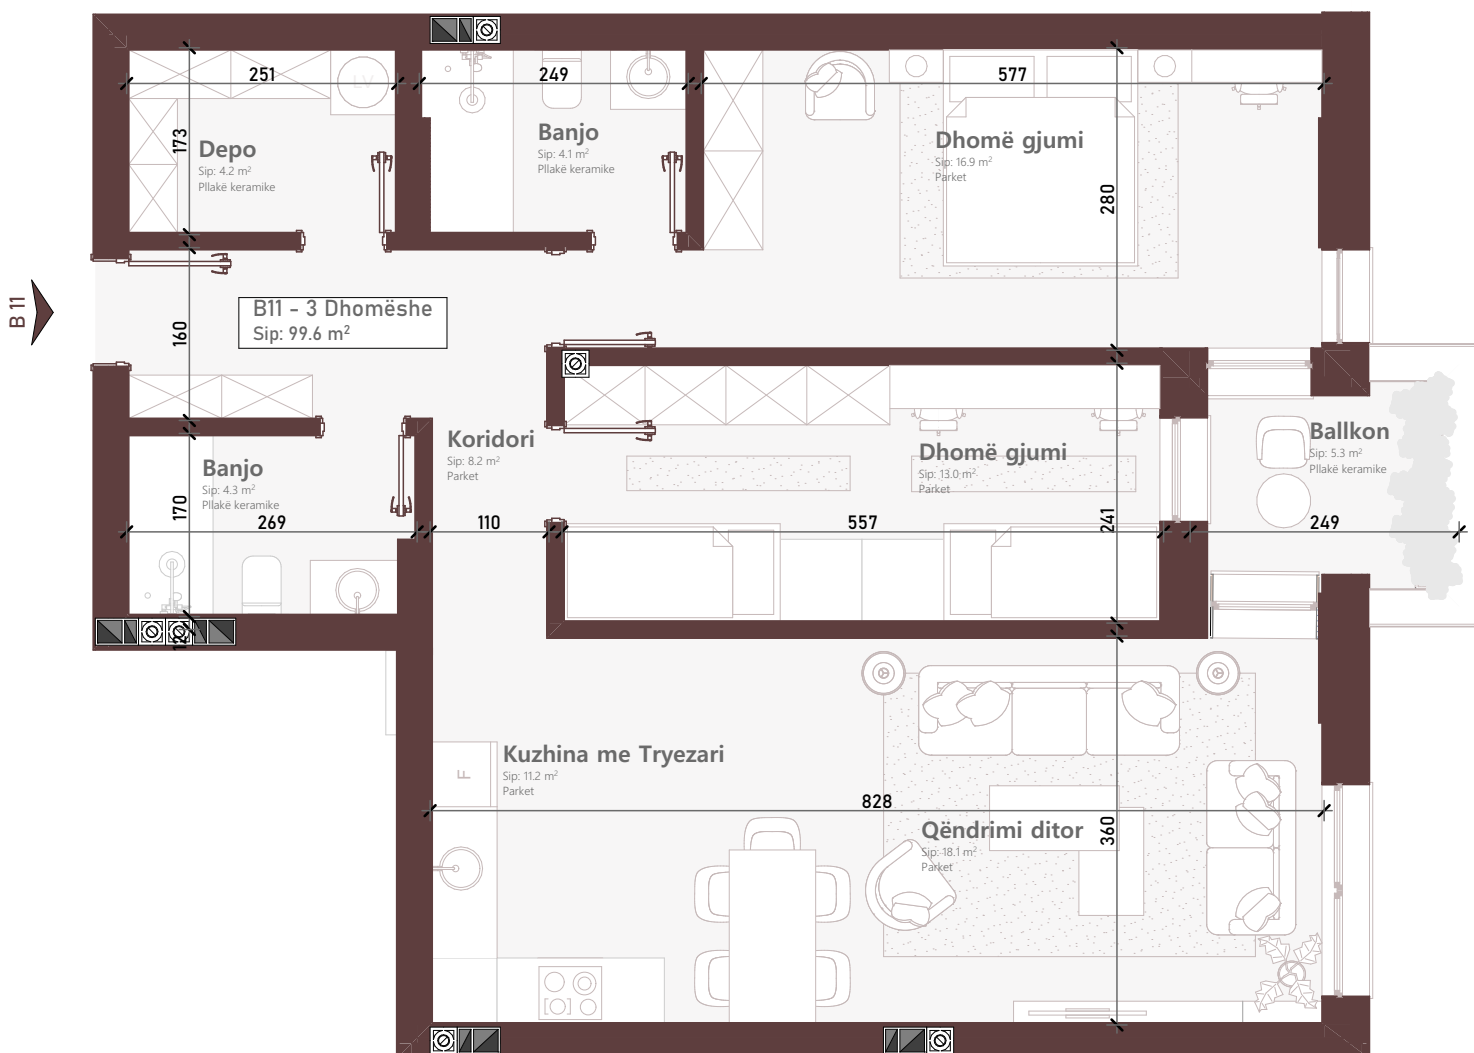 251
249
577
LV
173
Depo
Sip: 4.2 m²
Pllakë keramike
Banjo
Sip: 4.1 m²
Pllakë keramike
Dhomë gjumi
Sip: 16.9 m²
Parket
280
B 11
B11 - 3 Dhomëshe
Sip: 99.6 m²
160
Koridori
Sip: 8.2 m²
Parket
Dhomë gjumi
Sip: 13.0 m²
Parket
Ballkon
Sip: 5.3 m²
Pllakë keramike
Banjo
Sip: 4.3 m²
Pllakë keramike
170
269
110
557
241
249
Kuzhina me Tryezari
Sip: 11.2 m²
Parket
F
828
360
Qëndrimi ditor
Sip: 18.1 m²
Parket